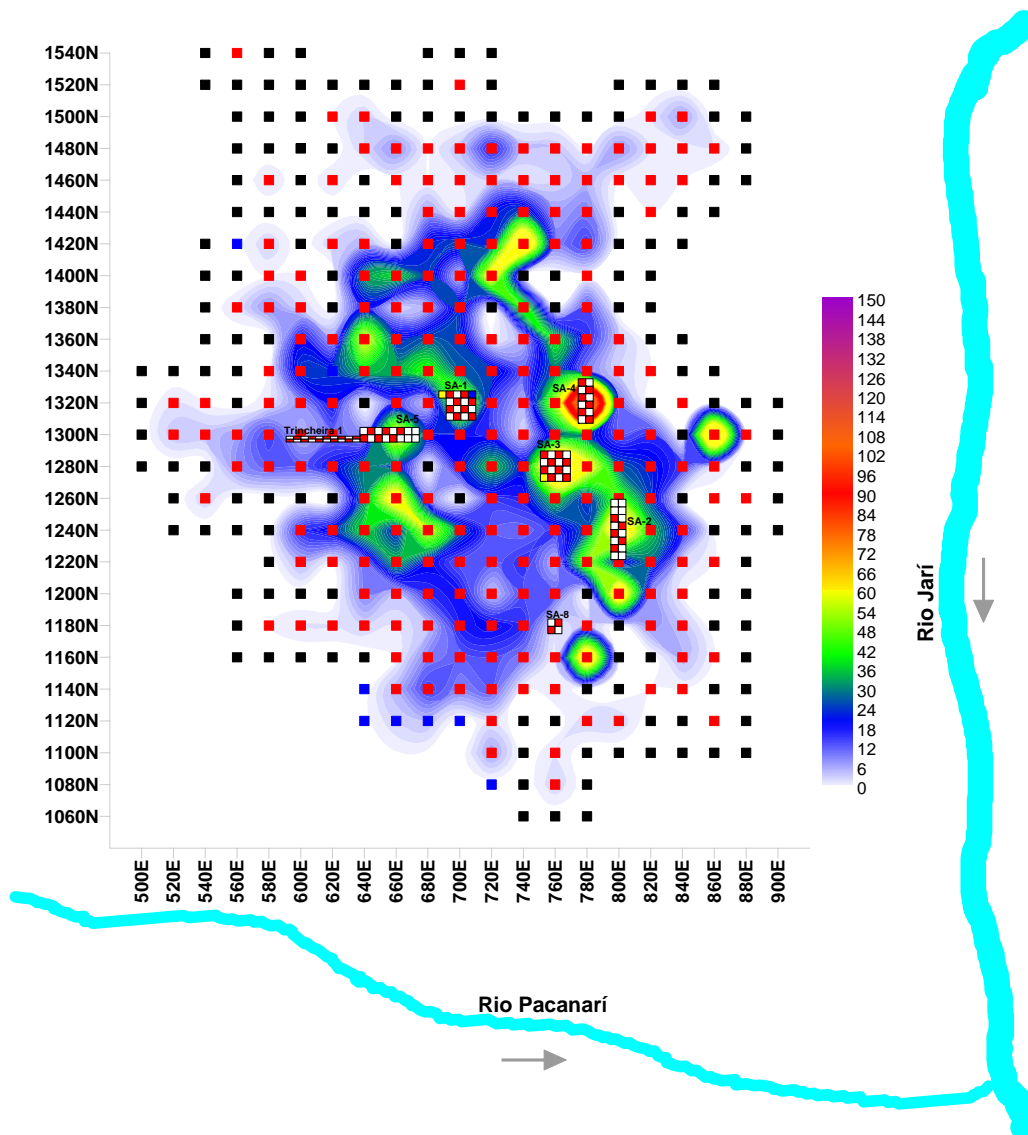 1540N
1520N
1500N
1480N
1460N
1440N
1420N
1400N
1380N
1360N
1340N
1320N
1300N
1280N
1260N
1240N
1220N
1200N
1180N
1160N
1140N
1120N
1100N
1080N
1060N
SA-1
SA-4
SA-5
Trincheira 1
SA-3
SA-2
SA-8
150
144
138
132
126
120
114
108
102
96
90
84
78
72
66
60
54
48
42
36
30
24
18
12
6
0
Rio Jarí
500E
520E
540E
560E
580E
600E
620E
640E
660E
680E
700E
720E
740E
760E
780E
800E
820E
840E
860E
880E
900E
Rio Pacanarí